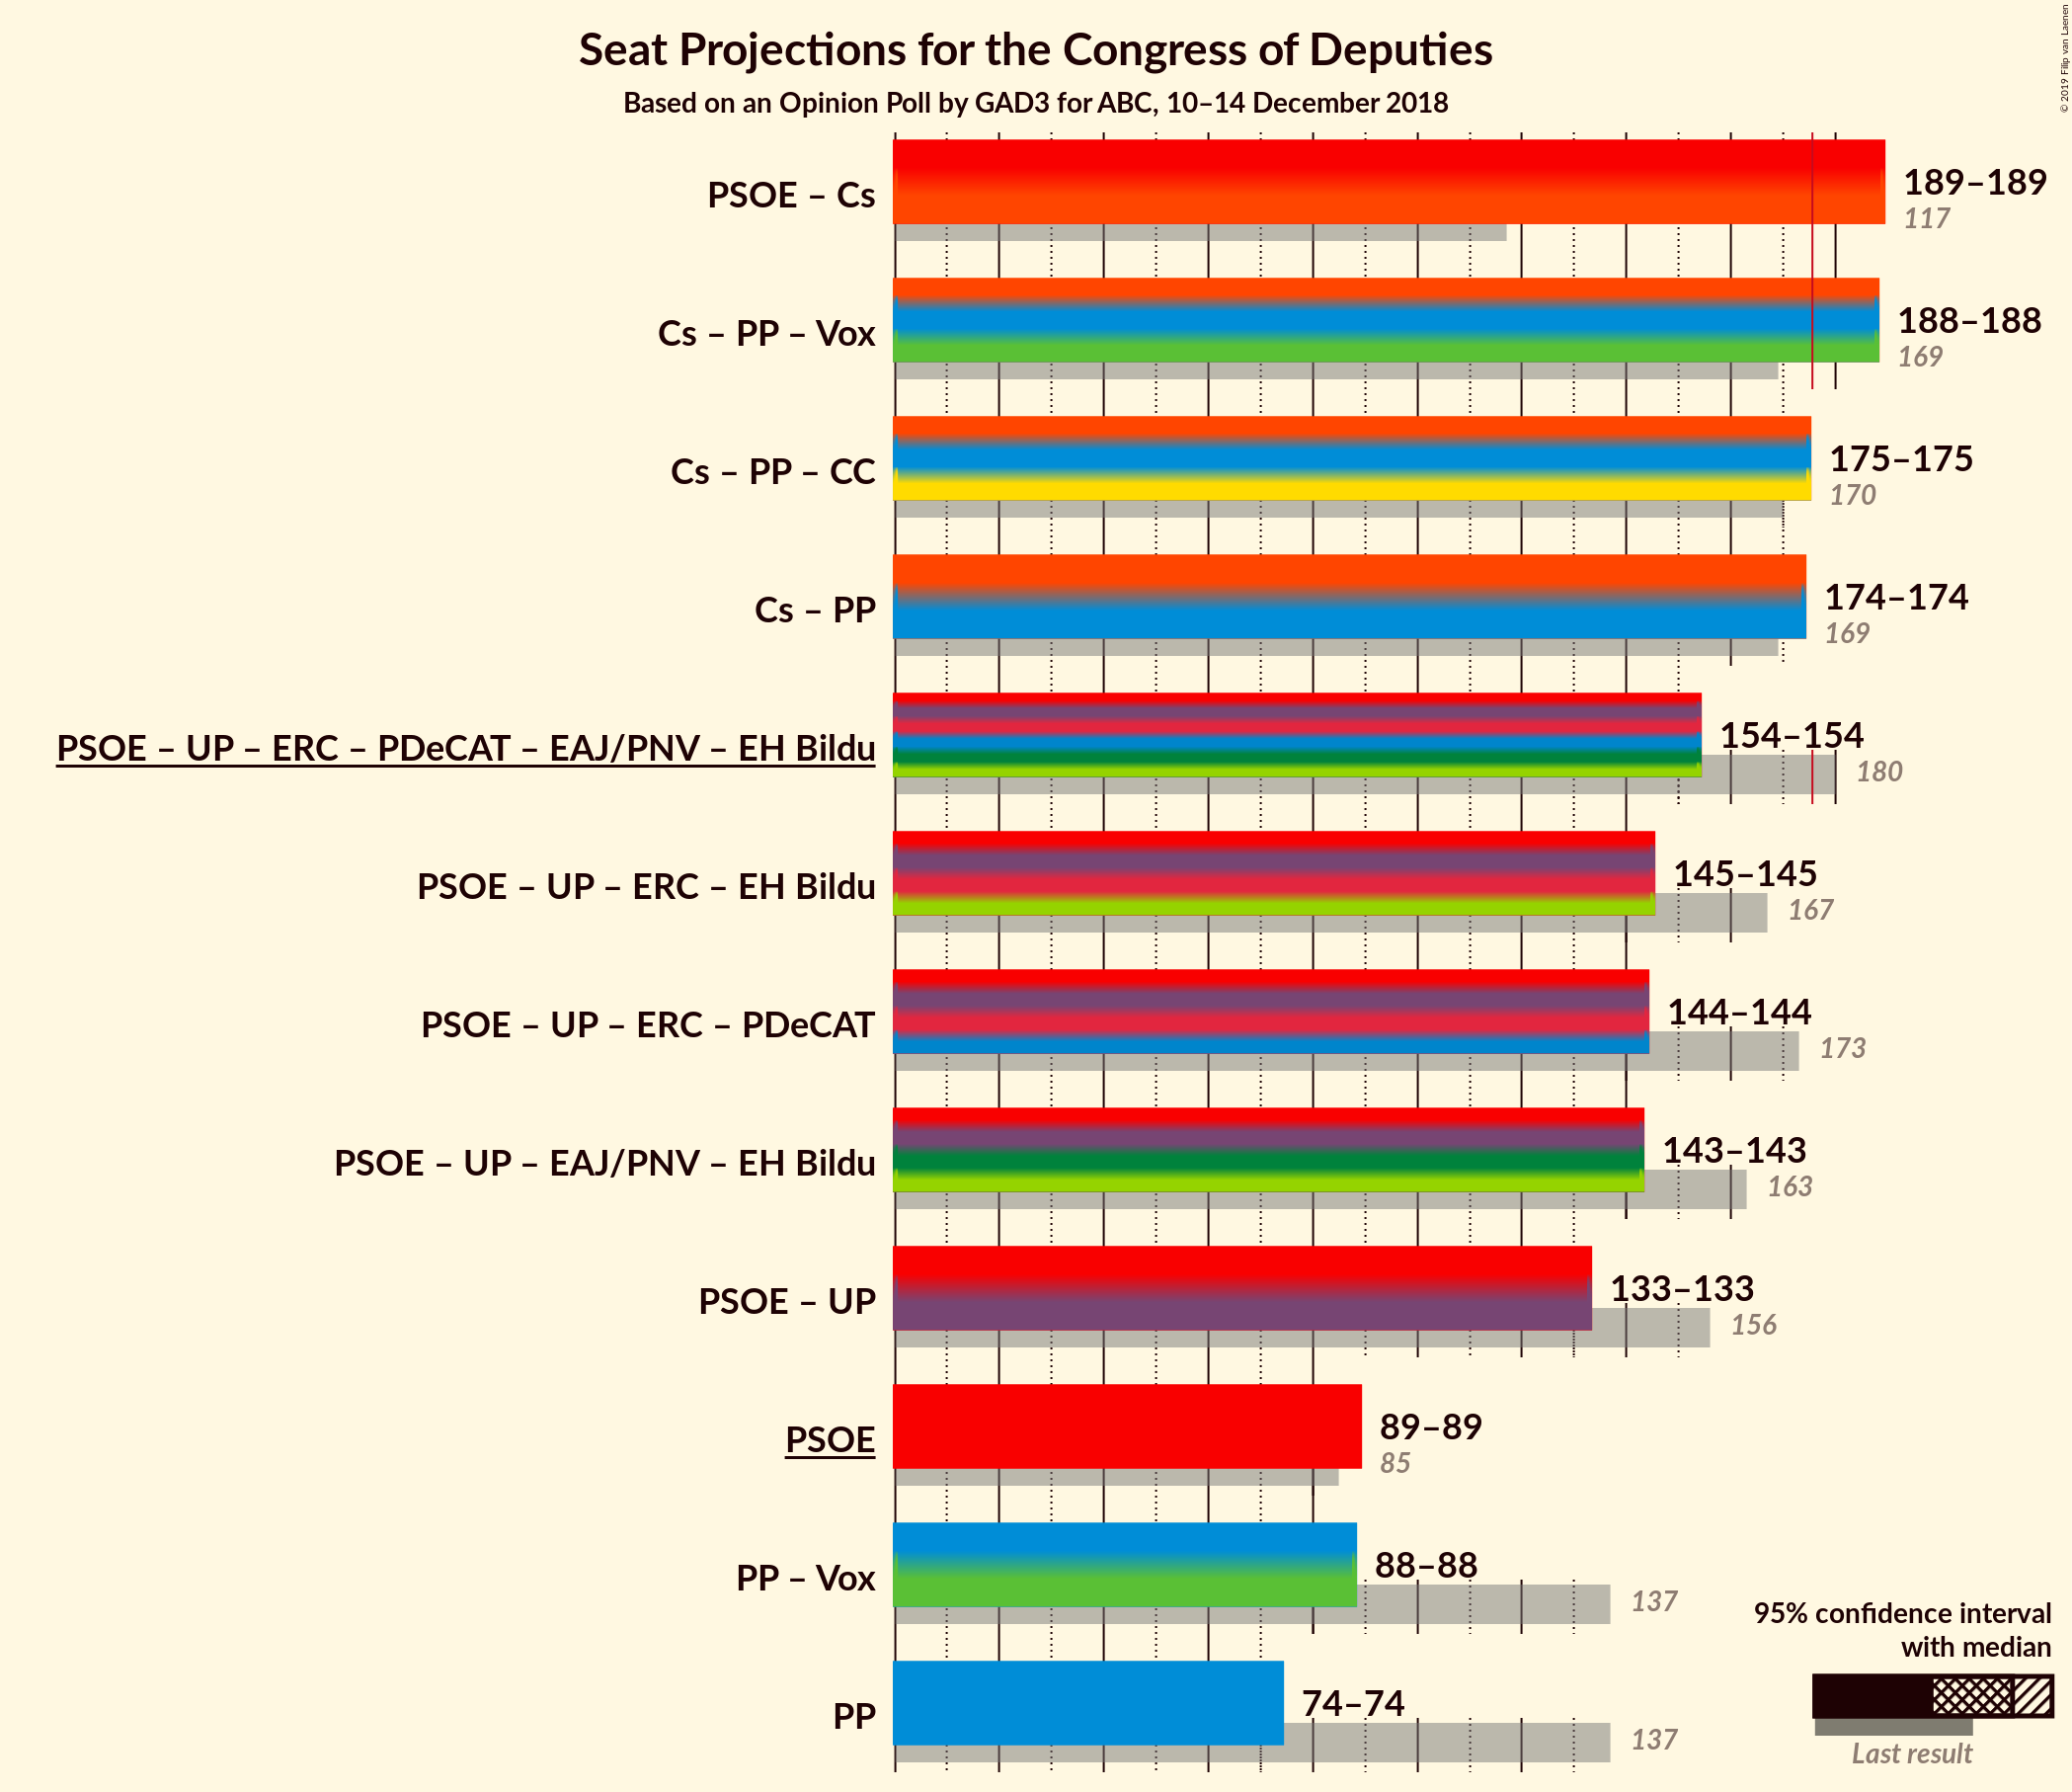 Seat Projections for the Congress of Deputies
Based on an Opinion Poll by GAD3 for ABC, 10–14 December 2018
© 2019 Filip van Laenen
PSOE – Cs
189–189
117
Cs – PP – Vox
188–188
169
Cs – PP – CC
175–175
170
Cs – PP
174–174
169
PSOE – UP – ERC – PDeCAT – EAJ/PNV – EH Bildu
154–154
180
PSOE – UP – ERC – EH Bildu
145–145
167
PSOE – UP – ERC – PDeCAT
144–144
173
PSOE – UP – EAJ/PNV – EH Bildu
143–143
163
PSOE – UP
133–133
156
PSOE
89–89
85
PP – Vox
88–88
137
PP
74–74
137
95% confidence interval
with median
Last result